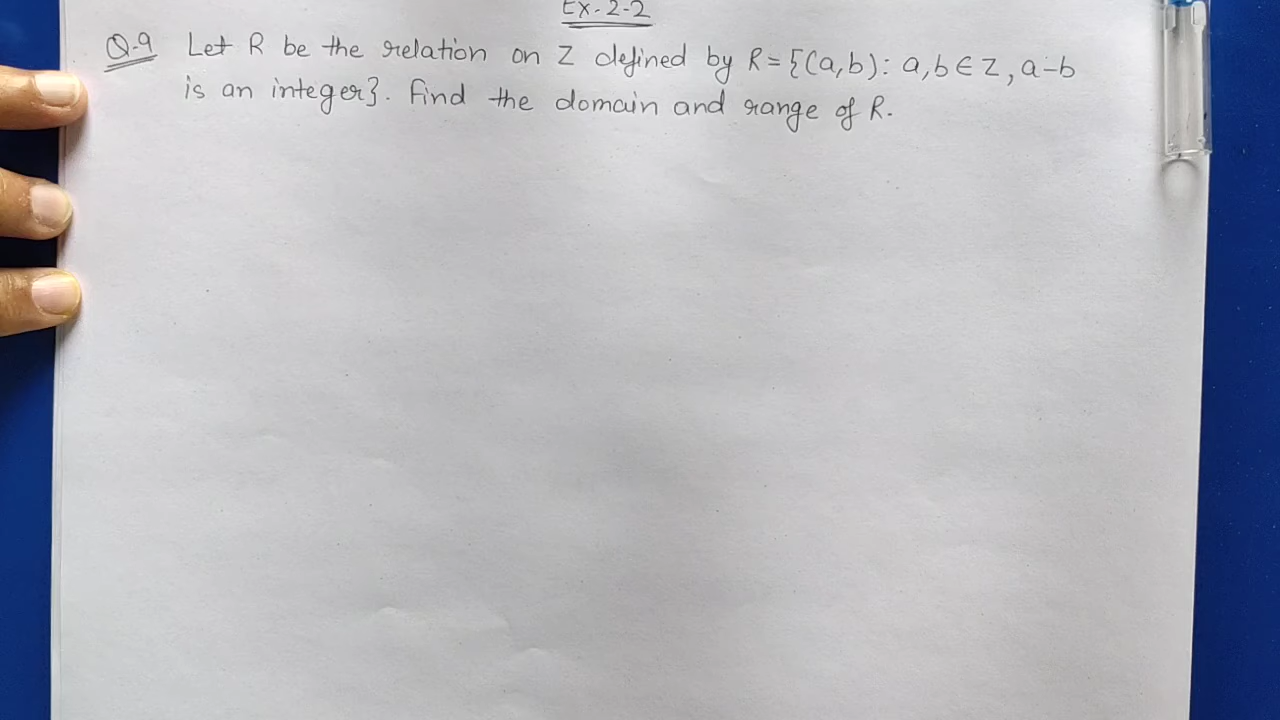 Ex-2-2
Q-9 Let R be the relation on Z defined by R = {(a,b): a,b ∈ Z, a-b
is an integer}. Find the domain and range of R.